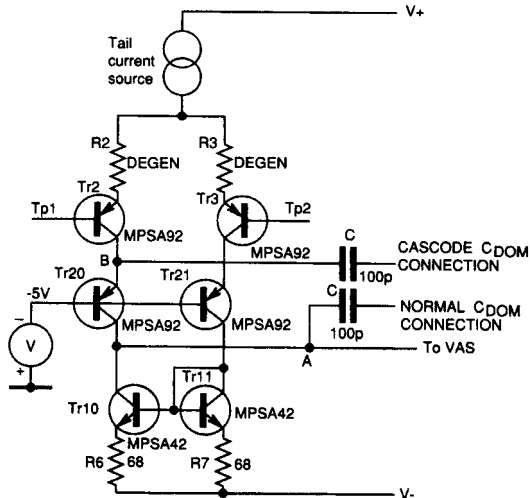 V+
Tail
current
source
R2
R3
DEGEN
DEGEN
Tr2
Tr3
Tp1
Tp2
MPSA92
MPSA92
C
100p
CASCODE CDOM
CONNECTION
B
Tr20
Tr21
-5V
MPSA92
MPSA92
C
100p
NORMAL CDOM
CONNECTION
V
+
A
To VAS
Tr10
Tr11
MPSA42
MPSA42
R6
68
R7
68
V-